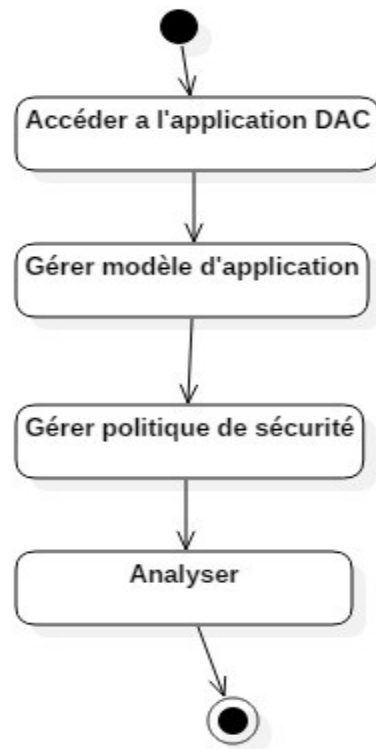 Accéder a l'application DAC
Gérer modèle d'application
Gérer politique de sécurité
Analyser